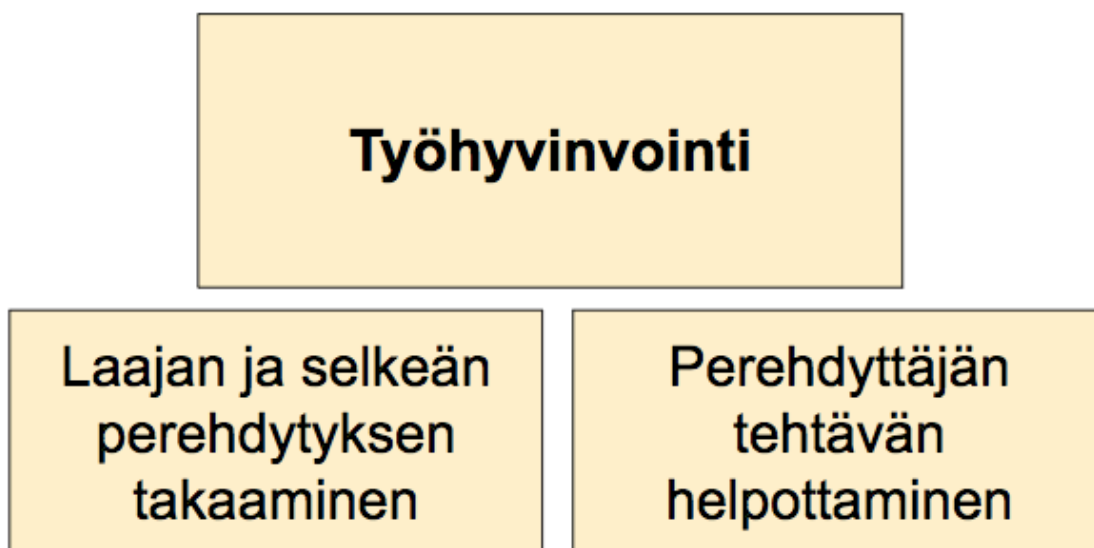 Työhyvinvointi
Laajan ja selkeän
perehdytyksen
takaaminen
Perehdyttäjän
tehtävän
helpottaminen